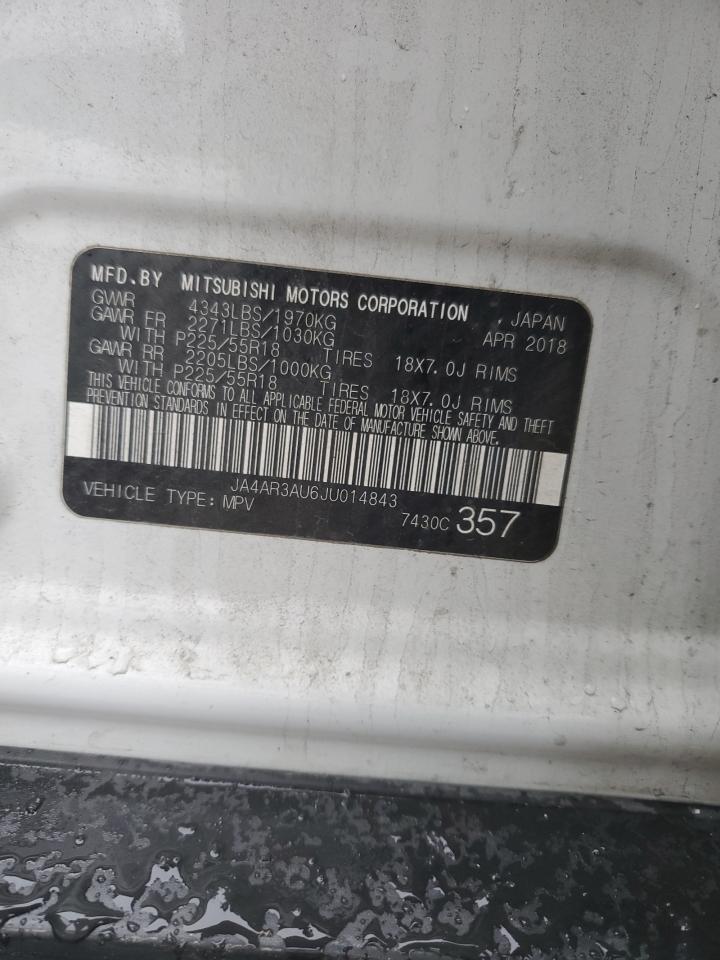 MFD.BY MITSUBISHI MOTORS CORPORATION , JAPAN
GVWR 4343LBS/1970KG APR 2018
GAWR FR 2271LBS/1030KG
WITH P225/55R18 TIRES 18X7.0J RIMS
GAWR RR 2205LBS/1000KG
WITH P225/55R18 TIRES 18X7.0J RIMS
THIS VEHICLE CONFORMS TO ALL APPLICABLE FEDERAL MOTOR VEHICLE SAFETY AND THEFT
PREVENTION STANDARDS IN EFFECT ON THE DATE OF MANUFACTURE SHOWN ABOVE.
JA4AR3AU6JU014843
VEHICLE TYPE: MPV 7430C 357